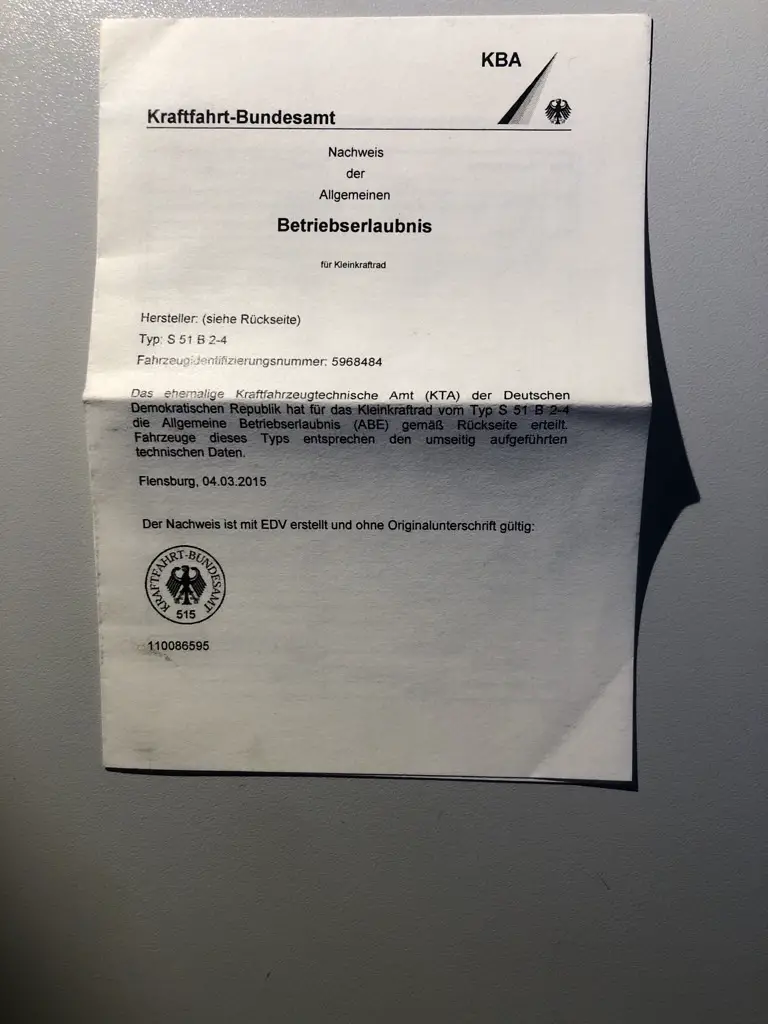 KBA
Kraftfahrt-Bundesamt
Nachweis
der
Allgemeinen
Betriebserlaubnis
für Kleinkraftrad
Hersteller: (siehe Rückseite)
Typ: S 51 B 2-4
Fahrzeugidentifizierungsnummer: 5968484
Das ehemalige Kraftfahrzeugtechnische Amt (KTA) der Deutschen
Demokratischen Republik hat für das Kleinkraftrad vom Typ S 51 B 2-4
die Allgemeine Betriebserlaubnis (ABE) gemäß Rückseite erteilt.
Fahrzeuge dieses Typs entsprechen den umseitig aufgeführten
technischen Daten.
Flensburg, 04.03.2015
Der Nachweis ist mit EDV erstellt und ohne Originalunterschrift gültig:
KRAFTFAHRT-BUNDESAMT
515
110086595